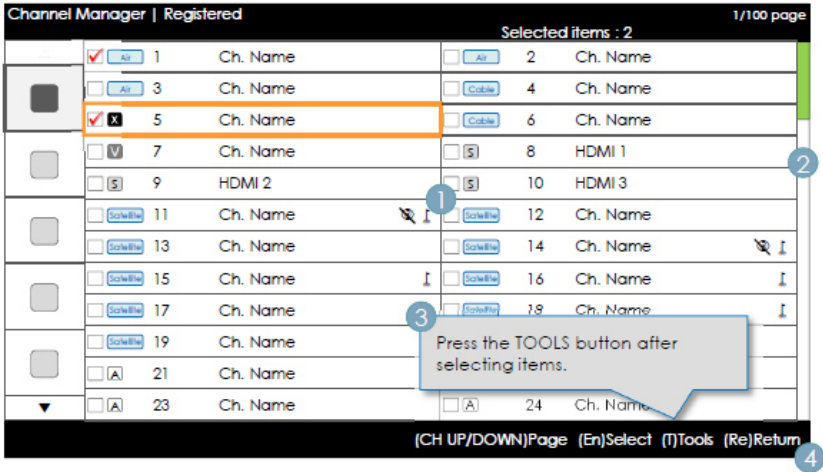 Channel Manager | Registered
1/100 page
Selected items : 2
Air 1 Ch. Name
Air 2 Ch. Name
Air 3 Ch. Name
Cable 4 Ch. Name
X 5 Ch. Name
Cable 6 Ch. Name
V 7 Ch. Name
S 8 HDMI 1
2
S 9 HDMI 2
S 10 HDMI 3
1
Satellite 11 Ch. Name
Satellite 12 Ch. Name
Satellite 13 Ch. Name
Satellite 14 Ch. Name
Satellite 15 Ch. Name
Satellite 16 Ch. Name
Satellite 17 Ch. Name
Satellite 18 Ch. Name
3
Satellite 19 Ch. Name
Press the TOOLS button after
selecting items.
A 21 Ch. Name
A 23 Ch. Name
A 24 Ch. Name
(CH UP/DOWN)Page (En)Select (T)Tools (Re)Return
4